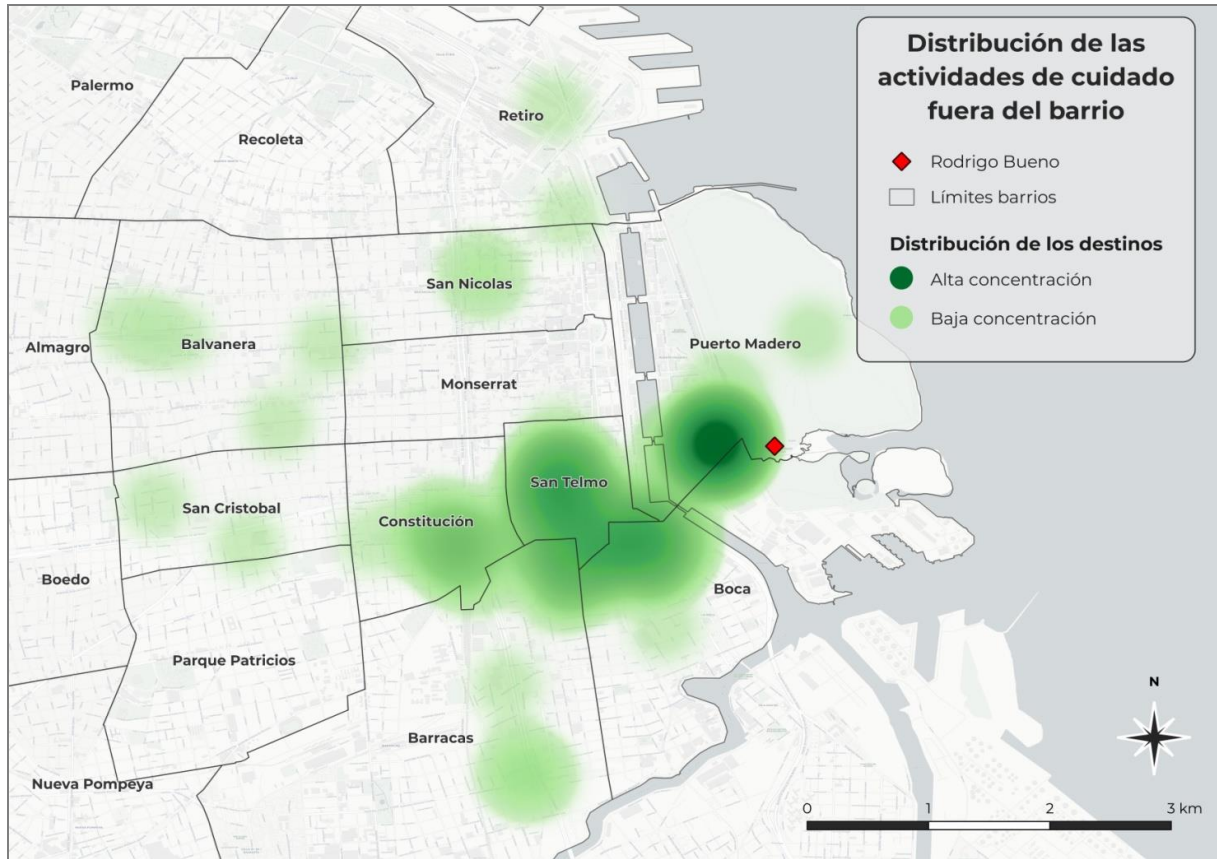 Distribución de las
actividades de cuidado
fuera del barrio
Rodrigo Bueno
Límites barrios
Distribución de los destinos
Alta concentración
Baja concentración
Palermo
Recoleta
Retiro
San Nicolas
Puerto Madero
Almagro
Balvanera
Monserrat
San Telmo
San Cristobal
Constitución
Boedo
Boca
Parque Patricios
Barracas
Nueva Pompeya
N
0 1 2 3 km